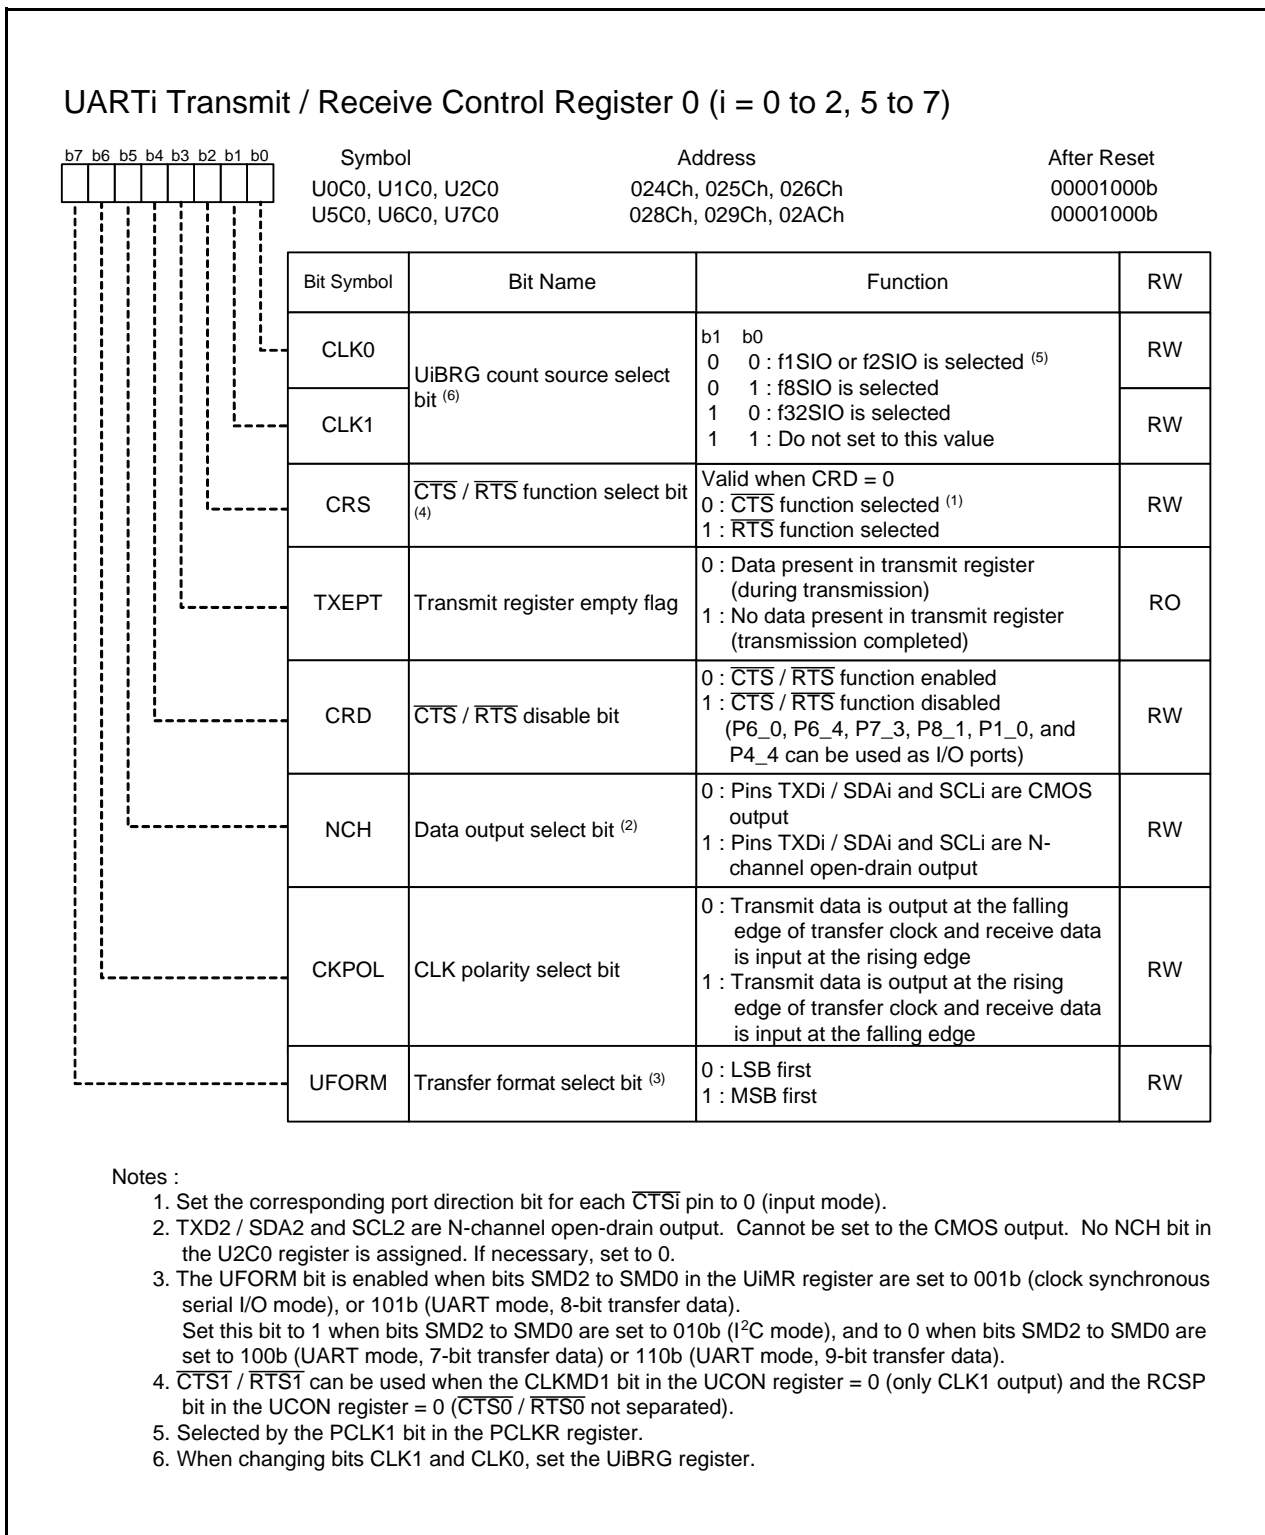 UARTi Transmit / Receive Control Register 0 (i = 0 to 2, 5 to 7)
b7 b6 b5 b4 b3 b2 b1 b0
Symbol Address After Reset
U0C0, U1C0, U2C0 024Ch, 025Ch, 026Ch 00001000b
U5C0, U6C0, U7C0 028Ch, 029Ch, 02ACh 00001000b
Bit Symbol Bit Name Function RW
CLK0 RW
CLK1 RW
UiBRG count source select
bit (6)
b1 b0
0 0 : f1SIO or f2SIO is selected (5)
0 1 : f8SIO is selected
1 0 : f32SIO is selected
1 1 : Do not set to this value
CRS
C̅T̅S̅ / R̅T̅S̅ function select bit
(4)
Valid when CRD = 0
0 : C̅T̅S̅ function selected (1)
1 : R̅T̅S̅ function selected
RW
TXEPT
Transmit register empty flag
0 : Data present in transmit register
(during transmission)
1 : No data present in transmit register
(transmission completed)
RO
CRD
C̅T̅S̅ / R̅T̅S̅ disable bit
0 : C̅T̅S̅ / R̅T̅S̅ function enabled
1 : C̅T̅S̅ / R̅T̅S̅ function disabled
(P6_0, P6_4, P7_3, P8_1, P1_0, and
P4_4 can be used as I/O ports)
RW
NCH
Data output select bit (2)
0 : Pins TXDi / SDAi and SCLi are CMOS
output
1 : Pins TXDi / SDAi and SCLi are N-
channel open-drain output
RW
CKPOL
CLK polarity select bit
0 : Transmit data is output at the falling
edge of transfer clock and receive data
is input at the rising edge
1 : Transmit data is output at the rising
edge of transfer clock and receive data
is input at the falling edge
RW
UFORM
Transfer format select bit (3)
0 : LSB first
1 : MSB first
RW
Notes :
1. Set the corresponding port direction bit for each C̅T̅S̅i̅ pin to 0 (input mode).
2. TXD2 / SDA2 and SCL2 are N-channel open-drain output. Cannot be set to the CMOS output. No NCH bit in
the U2C0 register is assigned. If necessary, set to 0.
3. The UFORM bit is enabled when bits SMD2 to SMD0 in the UiMR register are set to 001b (clock synchronous
serial I/O mode), or 101b (UART mode, 8-bit transfer data).
Set this bit to 1 when bits SMD2 to SMD0 are set to 010b (I²C mode), and to 0 when bits SMD2 to SMD0 are
set to 100b (UART mode, 7-bit transfer data) or 110b (UART mode, 9-bit transfer data).
4. C̅T̅S̅1̅ / R̅T̅S̅1̅ can be used when the CLKMD1 bit in the UCON register = 0 (only CLK1 output) and the RCSP
bit in the UCON register = 0 (C̅T̅S̅0̅ / R̅T̅S̅0̅ not separated).
5. Selected by the PCLK1 bit in the PCLKR register.
6. When changing bits CLK1 and CLK0, set the UiBRG register.